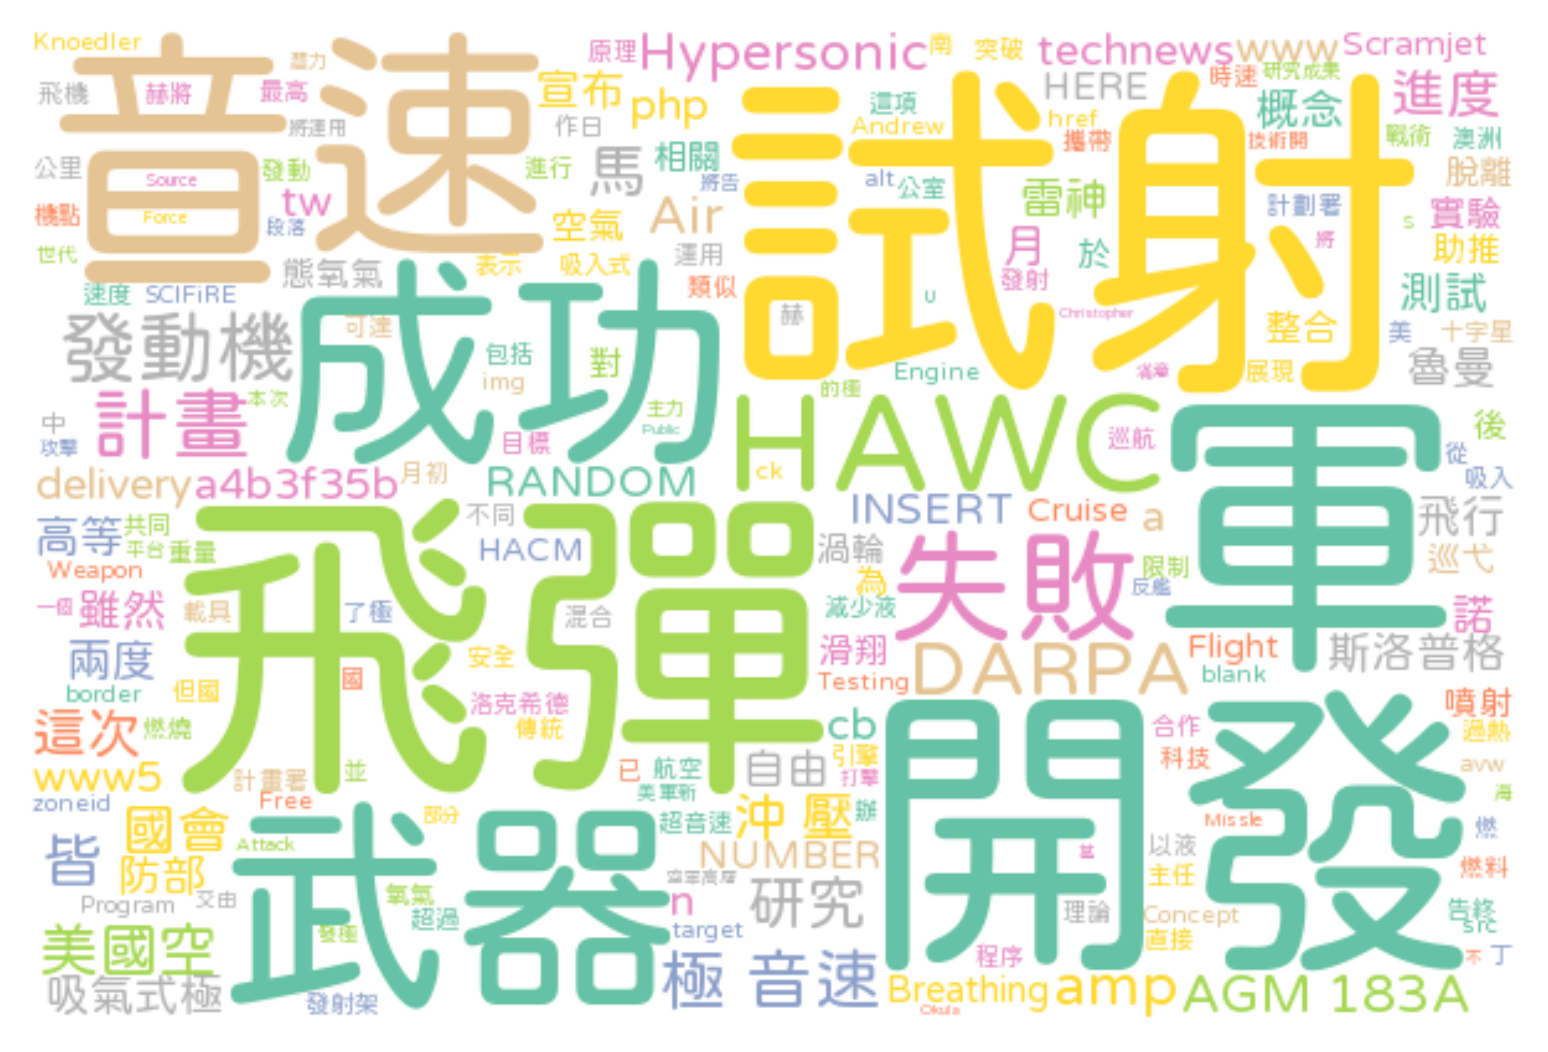 Knoedler
潛力
原理
Hypersonic
南
突破
technews
www
Scramjet
音速
飛機
赫將
最高
將運用
宣布
作日
php
試射
這項
Andrew
HERE
href
時速
研究成果
概念
進度
技術開
戰術
澳洲
公里
Source
發動
進行
馬
相關
將告
alt
公室
攜帶
脫離
機點
Force
tw
段落
空氣
Air
雷神
計劃署
s
實驗
世代
態氧氣
表示
吸入式
運用
月
於
將
助推
速度
SCIFiRE
類似
發射
測試
發動機
可達
成功
赫
U
Christopher
整合
美
十字星
包括
對
img
的極
Engine
展現
魯曼
計畫
本次
主力
Public
HAWC
巡航
軍
後
中
攻擊
目標
ck
從
吸入
delivery
a4b3f35b
月初
RANDOM
INSERT
Cruise
a
飛行
高等
共同
平台
重量
飛彈
不同
HACM
渦輪
失敗
限制
反艦
巡弋
Weapon
為
減少液
一個
雖然
載具
了極
混合
諾
兩度
安全
滑翔
DARPA
Flight
斯洛普格
border
但國
國
洛克希德
Testing
blank
噴射
這次
燃燒
傳統
cb
開發
合作
過熱
www5
計畫署
並
已
航空
自由
引擎
打擊
科技
avw
zoneid
Free
美軍新
海
國會
武器
部分
超音速
沖 壓
辦
Missle
燃
皆
防部
Attack
NUMBER
甚
以液
主任
燃料
Program
交由
氧氣
超過
空軍高層
n
研究
理論
Concept
告終
src
美國空
發極
target
直接
程序
不
丁
吸氣式極
發射架
極 音速
Breathing
Okula
amp
AGM 183A